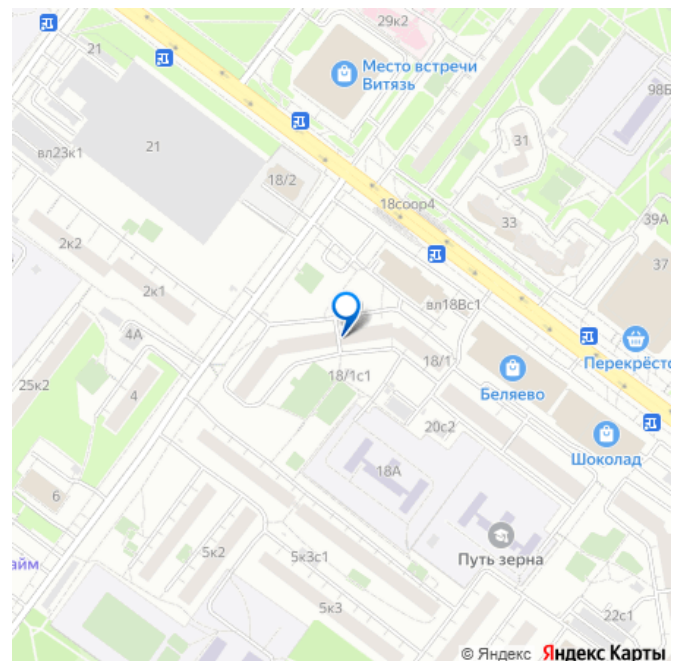 29к2
21
Место встречи
Витязь
98Б
31
21
вл23к1
18/2
18соор4
33
39А
2к2
37
2к1
вл18Вс1
4А
Перекрёсто
18/1
18/1с1
25к2
4
Беляево
20с2
Шоколад
18А
6
5к2
5к3с1
Путь зерна
айм
5к3
22с1
© Яндекс Яндекс Карты